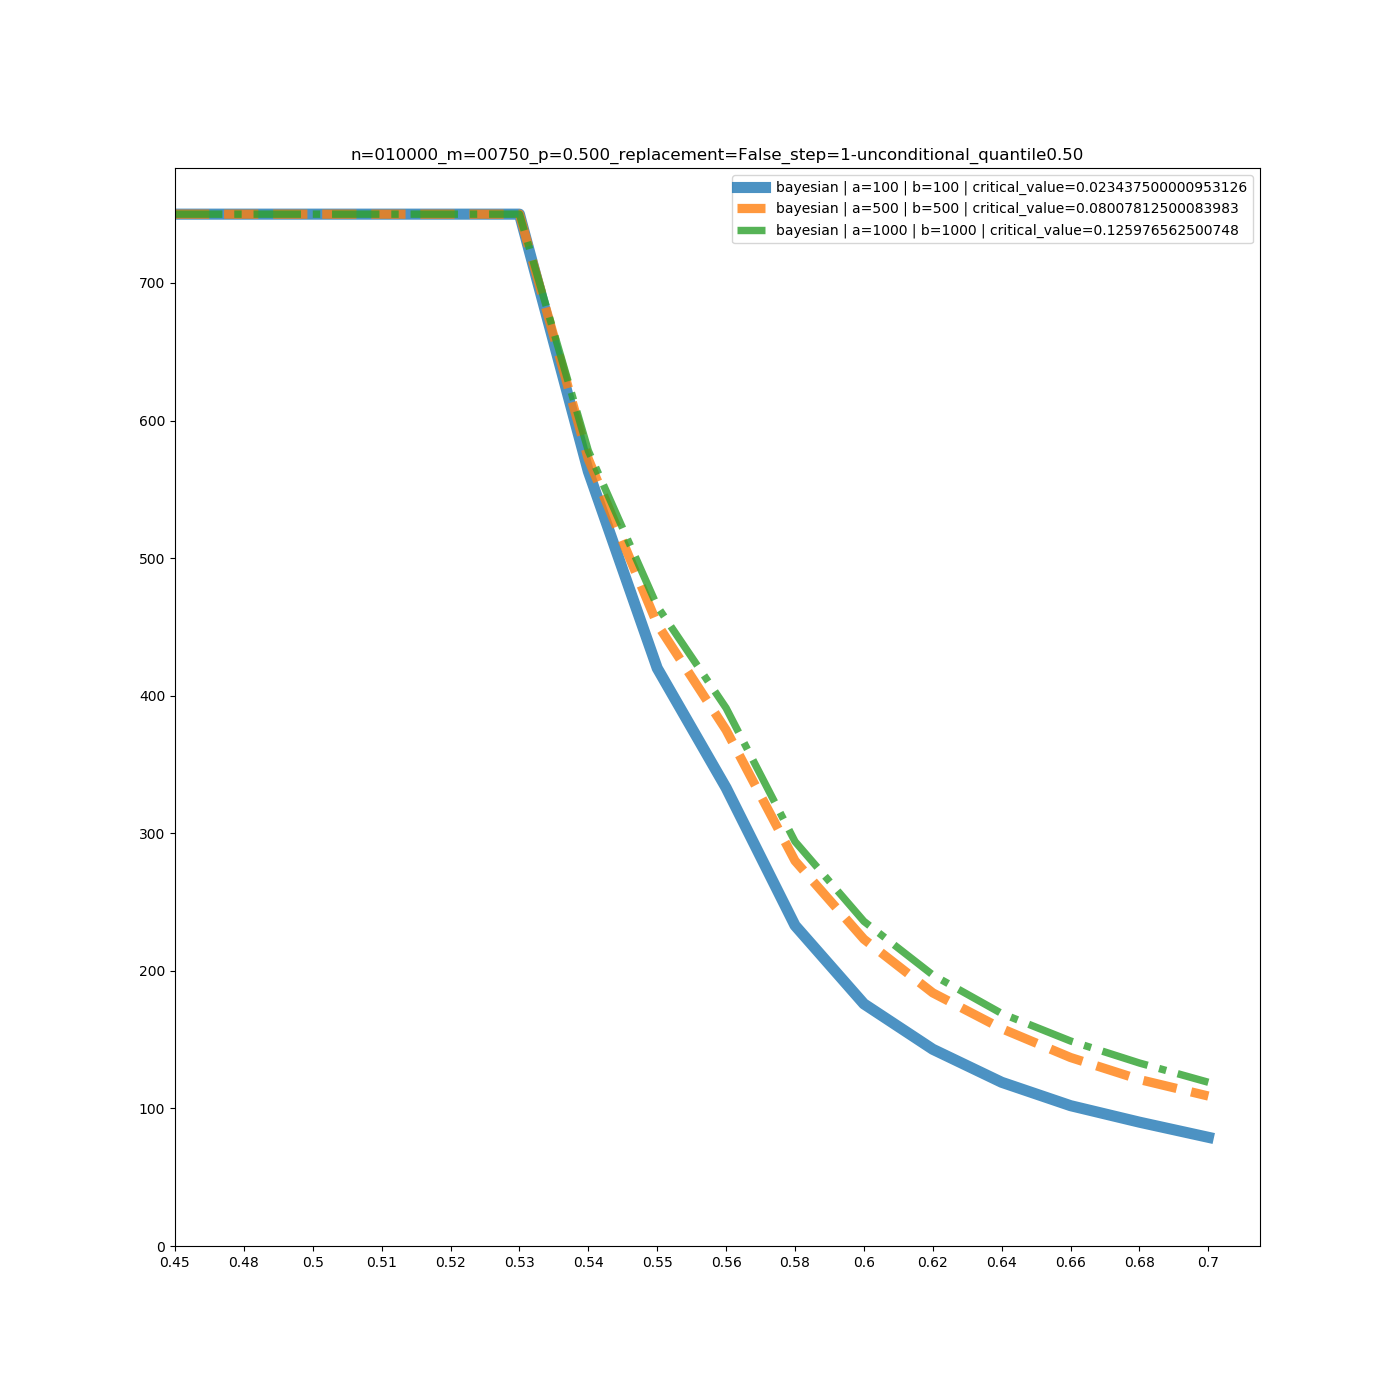 n=010000_m=00750_p=0.500_replacement=False_step=1-unconditional_quantile0.50
bayesian | a=100 | b=100 | critical_value=0.023437500000953126
bayesian | a=500 | b=500 | critical_value=0.08007812500083983
bayesian | a=1000 | b=1000 | critical_value=0.125976562500748
700
600
500
400
300
200
100
0
0.45 0.48 0.5 0.51 0.52 0.53 0.54 0.55 0.56 0.58 0.6 0.62 0.64 0.66 0.68 0.7